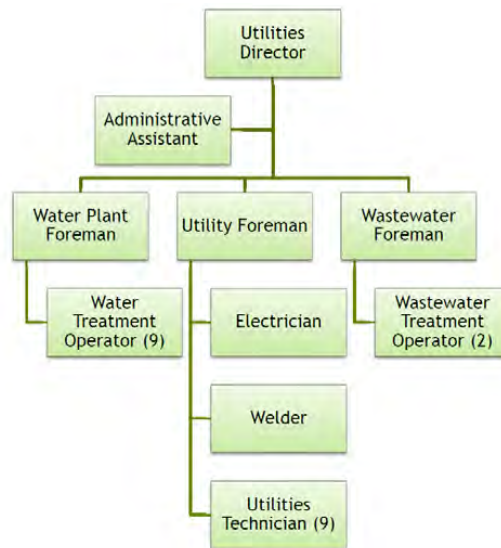 Utilities
Director
Administrative
Assistant
Water Plant
Foreman
Utility Foreman
Wastewater
Foreman
Water
Treatment
Operator (9)
Electrician
Wastewater
Treatment
Operator (2)
Welder
Utilities
Technician (9)